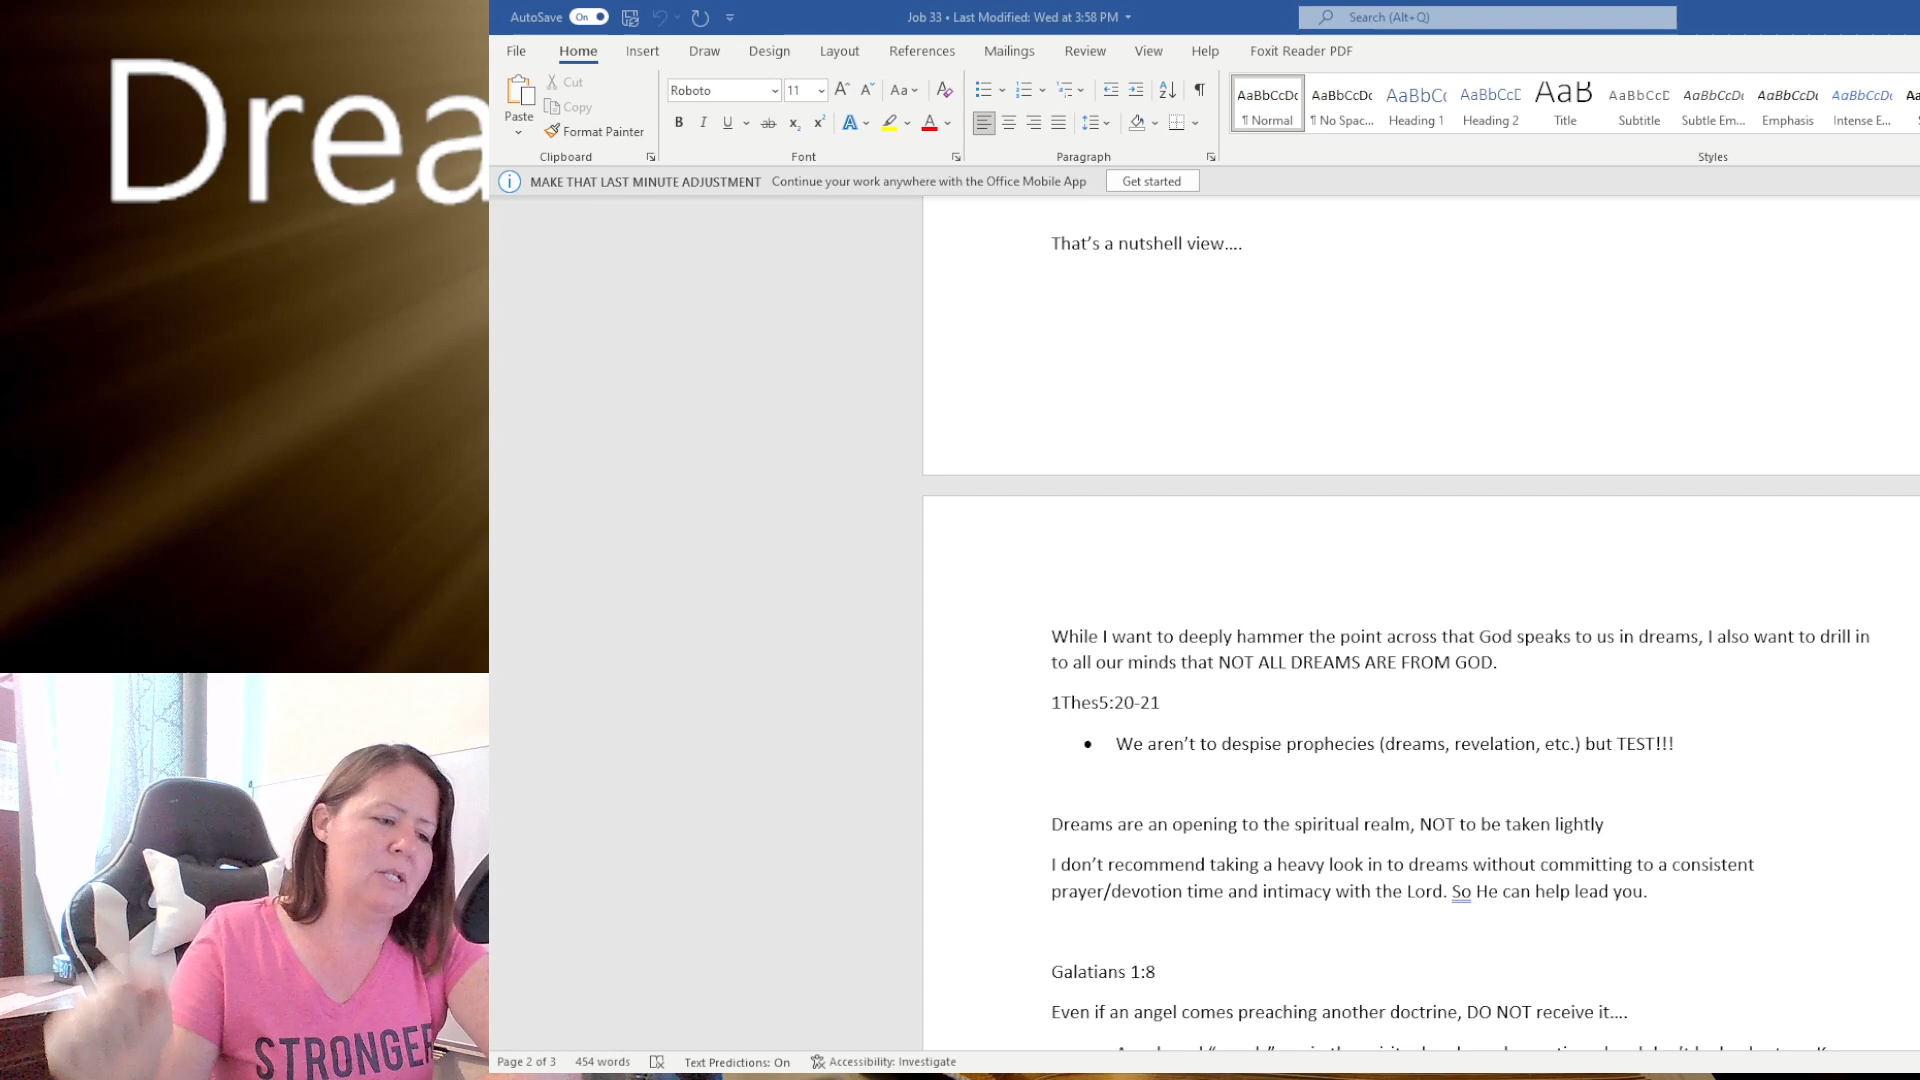 Drea
AutoSave On Job 33 • Last Modified: Wed at 3:58 PM Search (Alt+Q)
File Home Insert Draw Design Layout References Mailings Review View Help Foxit Reader PDF
Paste Cut Copy Format Painter
Roboto 11
AaBbCcDc AaBbCcDc AaBbCc AaBbCcD AaB AaBbCcD AaBbCcDc AaBbCcDc AaBbCcDc
¶ Normal ¶ No Spac... Heading 1 Heading 2 Title Subtitle Subtle Em... Emphasis Intense E...
Clipboard Font Paragraph Styles
MAKE THAT LAST MINUTE ADJUSTMENT Continue your work anywhere with the Office Mobile App Get started
That’s a nutshell view....
While I want to deeply hammer the point across that God speaks to us in dreams, I also want to drill in
to all our minds that NOT ALL DREAMS ARE FROM GOD.
1Thes5:20-21
• We aren’t to despise prophecies (dreams, revelation, etc.) but TEST!!!
Dreams are an opening to the spiritual realm, NOT to be taken lightly
I don’t recommend taking a heavy look in to dreams without committing to a consistent
prayer/devotion time and intimacy with the Lord. So He can help lead you.
Galatians 1:8
Even if an angel comes preaching another doctrine, DO NOT receive it....
Page 2 of 3 454 words Text Predictions: On Accessibility: Investigate
STRONGER